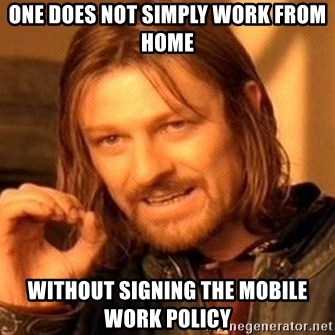 ONE DOES NOT SIMPLY WORK FROM
HOME
WITHOUT SIGNING THE MOBILE
WORK POLICY
negenerator.net